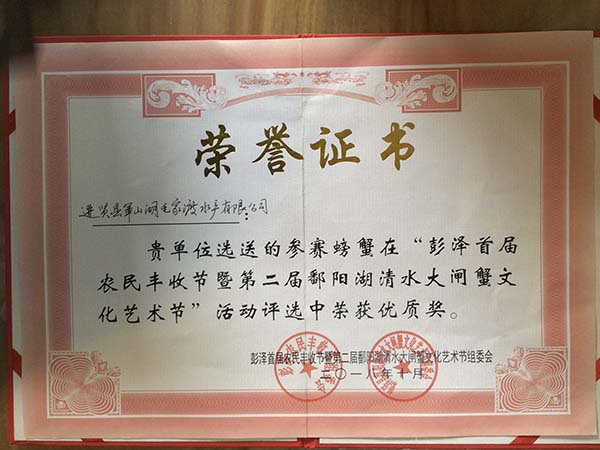 荣誉证书
进贤县军山湖毛家渡水产有限公司：
贵单位选送的参赛螃蟹在“彭泽首届
农民丰收节暨第二届鄱阳湖清水大闸蟹文
化艺术节”活动评选中荣获优质奖。
彭泽首届农民丰收节暨第二届鄱阳湖清水大闸蟹文化艺术节组委会
二〇一八年十月